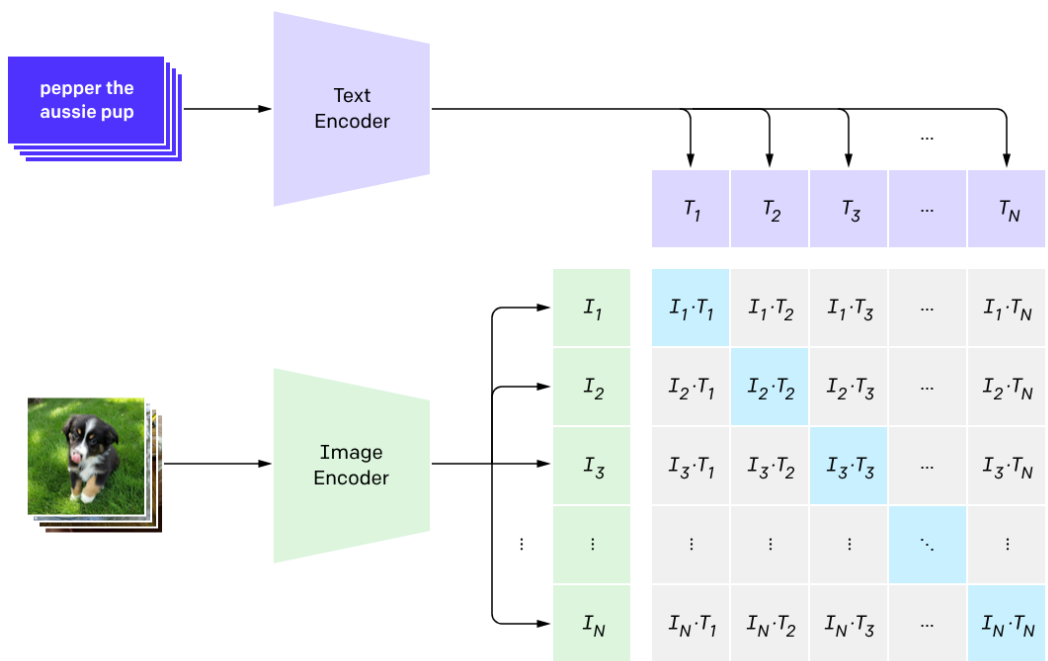 pepper the
aussie pup
Text
Encoder
...
T1 T2 T3 ... TN
I1 I1·T1 I1·T2 I1·T3 ... I1·TN
I2 I2·T1 I2·T2 I2·T3 ... I2·TN
I3 I3·T1 I3·T2 I3·T3 ... I3·TN
Image
Encoder
⋮ ⋮ ⋮ ⋮ ⋮ ⋱ ⋮
IN IN·T1 IN·T2 IN·T3 ... IN·TN